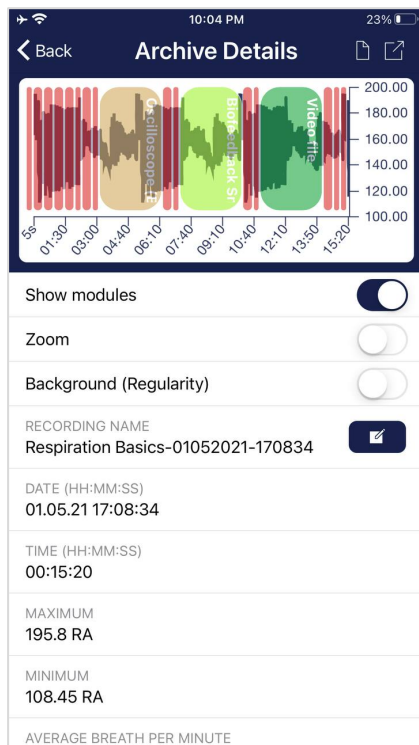 10:04 PM
23%
Back
Archive Details
Oscilloscope (E
Biofeedback Sr
Video file
200.00
180.00
160.00
140.00
120.00
100.00
5s
01:30
03:00
04:40
06:10
07:40
09:10
10:40
12:10
13:50
15:20
Show modules
Zoom
Background (Regularity)
RECORDING NAME
Respiration Basics-01052021-170834
DATE (HH:MM:SS)
01.05.21 17:08:34
TIME (HH:MM:SS)
00:15:20
MAXIMUM
195.8 RA
MINIMUM
108.45 RA
AVERAGE BREATH PER MINUTE